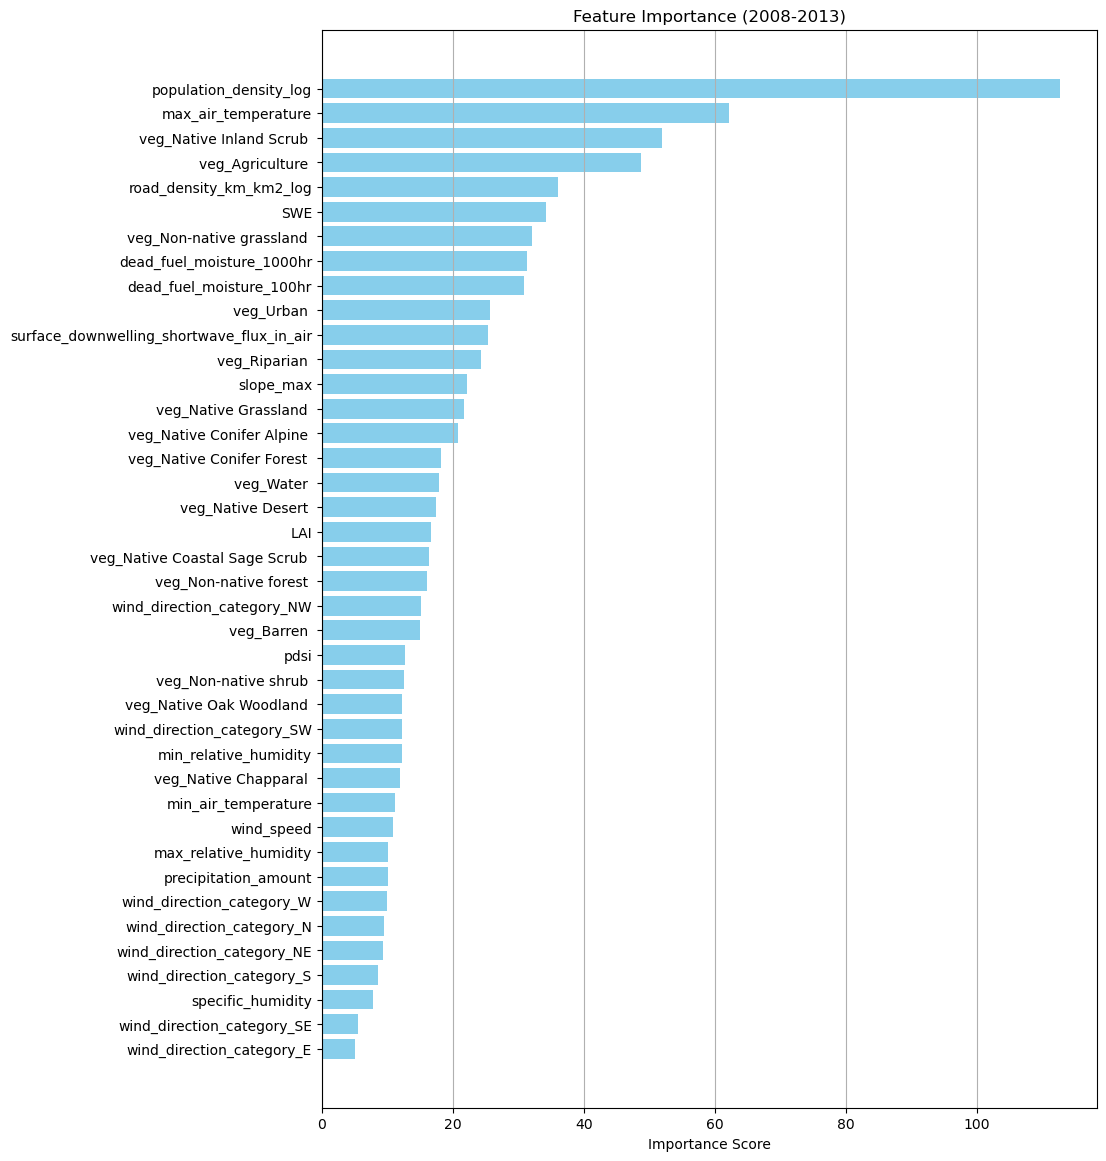 Feature Importance (2008-2013)
population_density_log
max_air_temperature
veg_Native Inland Scrub
veg_Agriculture
road_density_km_km2_log
SWE
veg_Non-native grassland
dead_fuel_moisture_1000hr
dead_fuel_moisture_100hr
veg_Urban
surface_downwelling_shortwave_flux_in_air
veg_Riparian
slope_max
veg_Native Grassland
veg_Native Conifer Alpine
veg_Native Conifer Forest
veg_Water
veg_Native Desert
LAI
veg_Native Coastal Sage Scrub
veg_Non-native forest
wind_direction_category_NW
veg_Barren
pdsi
veg_Non-native shrub
veg_Native Oak Woodland
wind_direction_category_SW
min_relative_humidity
veg_Native Chapparal
min_air_temperature
wind_speed
max_relative_humidity
precipitation_amount
wind_direction_category_W
wind_direction_category_N
wind_direction_category_NE
wind_direction_category_S
specific_humidity
wind_direction_category_SE
wind_direction_category_E
0 20 40 60 80 100
Importance Score